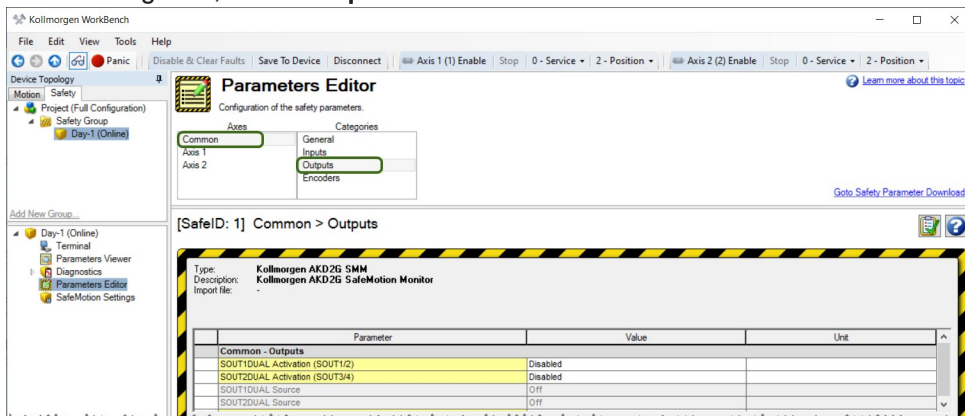 Kollmorgen WorkBench
File Edit View Tools Help
Panic Disable & Clear Faults Save To Device Disconnect Axis 1 (1) Enable Stop 0 - Service 2 - Position Axis 2 (2) Enable Stop 0 - Service 2 - Position
Device Topology
Motion Safety
Project (Full Configuration)
Safety Group
Day-1 (Online)
Add New Group...
Day-1 (Online)
Terminal
Parameters Viewer
Diagnostics
Parameters Editor
SafeMotion Settings
Parameters Editor
Learn more about this topic
Configuration of the safety parameters.
Axes Categories
Common General
Axis 1 Inputs
Axis 2 Outputs
Encoders
Goto Safety Parameter Download
[SafeID: 1] Common > Outputs
Type: Kollmorgen AKD2G SMM
Description: Kollmorgen AKD2G SafeMotion Monitor
Import file: -
Parameter Value Unit
Common - Outputs
SOUT1DUAL Activation (SOUT1/2) Disabled
SOUT2DUAL Activation (SOUT3/4) Disabled
SOUT1DUAL Source Off
SOUT2DUAL Source Off